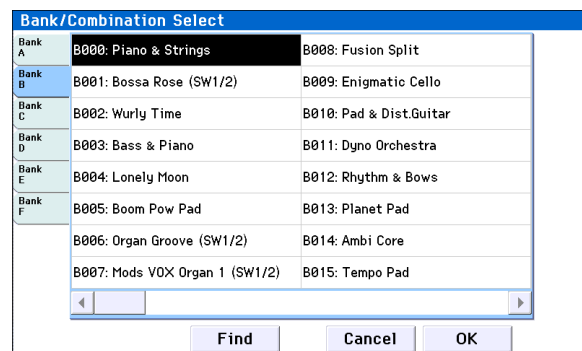 Bank/Combination Select
Bank
A
Bank
B
Bank
C
Bank
D
Bank
E
Bank
F
B000: Piano & Strings
B001: Bossa Rose (SW1/2)
B002: Wurly Time
B003: Bass & Piano
B004: Lonely Moon
B005: Boom Pow Pad
B006: Organ Groove (SW1/2)
B007: Mods VOX Organ 1 (SW1/2)
B008: Fusion Split
B009: Enigmatic Cello
B010: Pad & Dist.Guitar
B011: Dyno Orchestra
B012: Rhythm & Bows
B013: Planet Pad
B014: Ambi Core
B015: Tempo Pad
Find
Cancel
OK